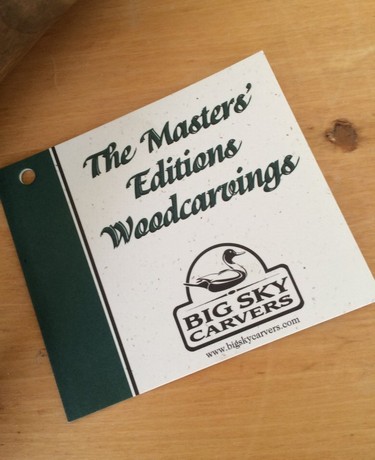 The Masters'
Editions
Woodcarvings
BIG SKY
CARVERS
www.bigskycarvers.com